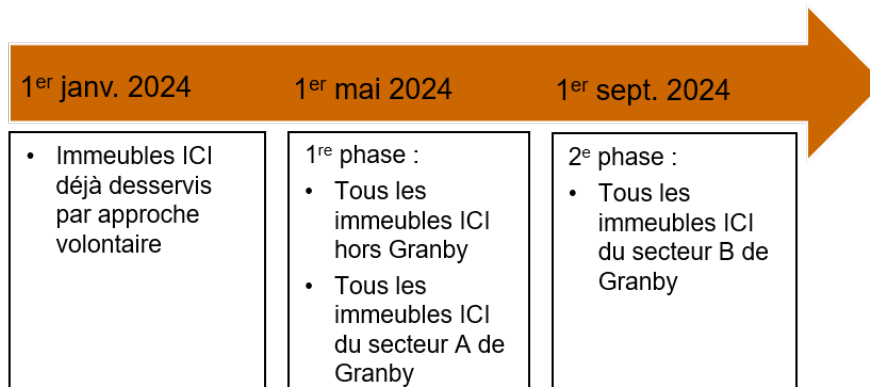 1er janv. 2024
1er mai 2024
1er sept. 2024
• Immeubles ICI
déjà desservis
par approche
volontaire
1re phase :
• Tous les
immeubles ICI
hors Granby
• Tous les
immeubles ICI
du secteur A de
Granby
2e phase :
• Tous les
immeubles ICI
du secteur B de
Granby